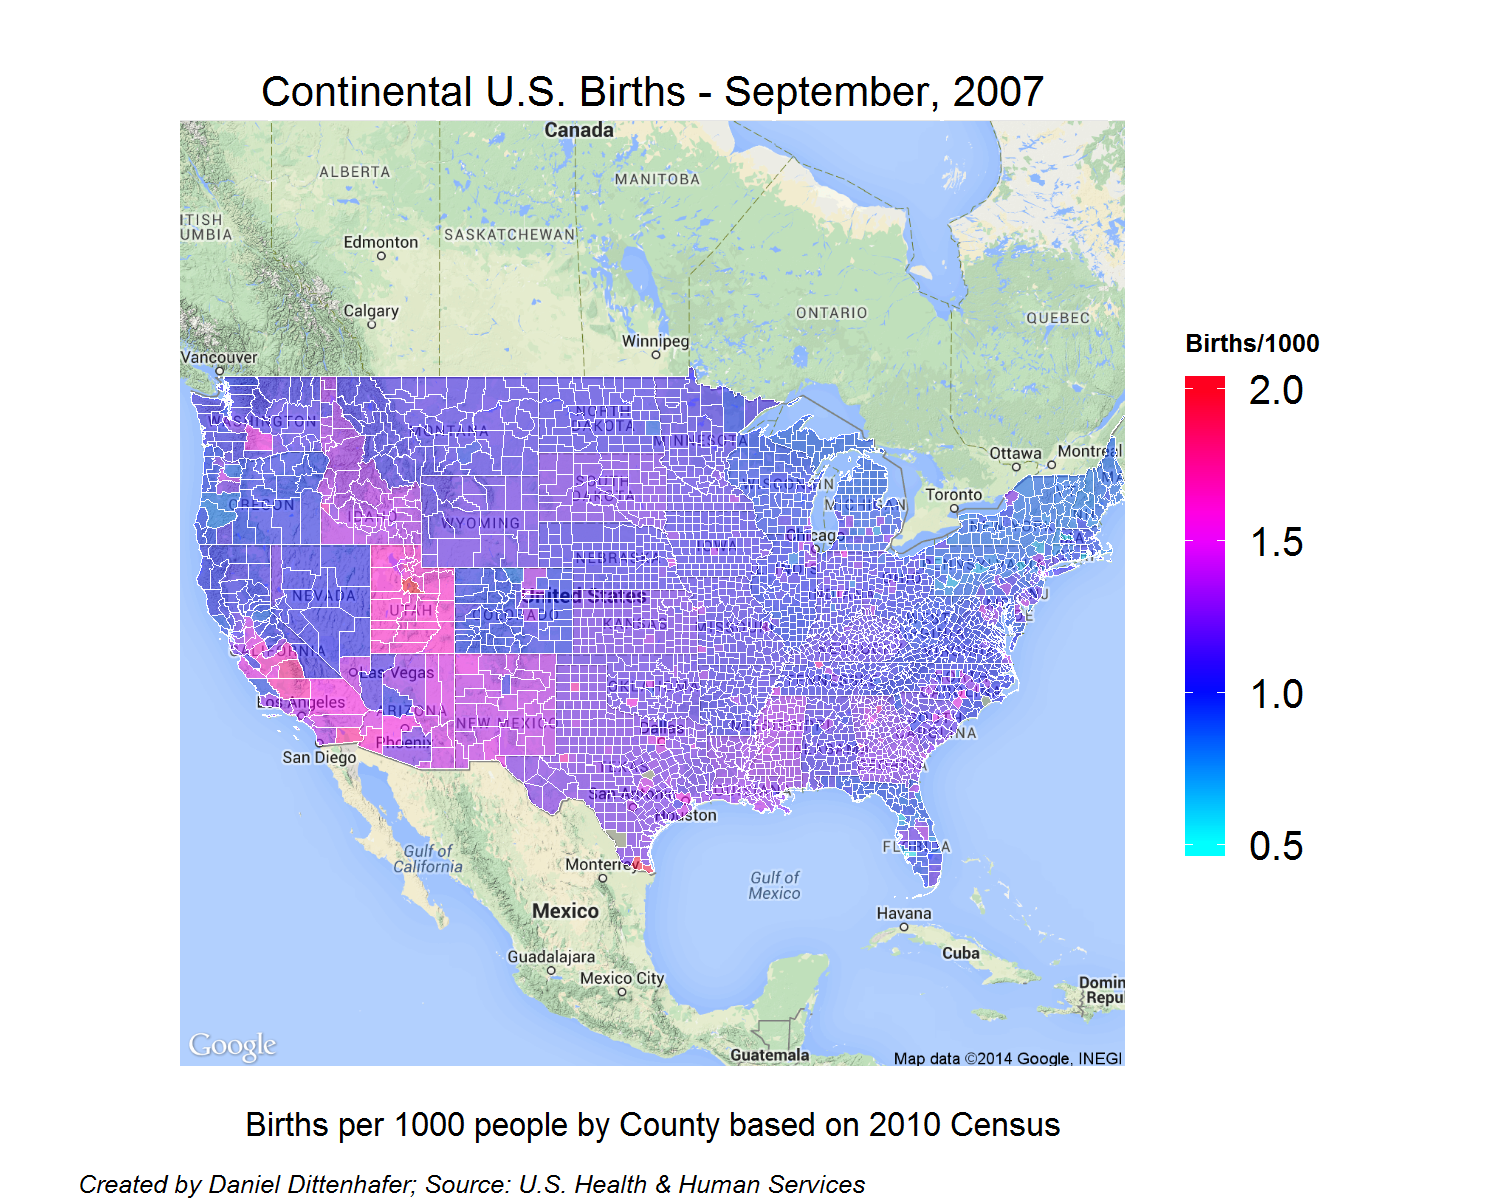 Continental U.S. Births - September, 2007
Canada
ALBERTA
MANITOBA
ITISH
UMBIA
Edmonton
SASKATCHEWAN
Calgary
ONTARIO
QUEBEC
Winnipeg
Vancouver
Births/1000
2.0
1.5
1.0
0.5
WASHINGTON
MONTANA
NORTH
DAKOTA
MINNESOTA
Ottawa
Montreal
OREGON
IDAHO
SOUTH
DAKOTA
WISCONSIN
MICHIGAN
Toronto
WYOMING
IOWA
Chicago
NEBRASKA
NEVADA
UTAH
COLORADO
United States
KANSAS
MISSOURI
CALIFORNIA
Las Vegas
OKLAHOMA
Los Angeles
ARIZONA
NEW MEXICO
Dallas
Phoenix
San Diego
TEXAS
San Antonio
Houston
FLORIDA
Gulf of
California
Monterrey
Gulf of
Mexico
Mexico
Havana
Cuba
Guadalajara
Mexico City
Domin
Repu
Guatemala
Google
Map data ©2014 Google, INEGI
Births per 1000 people by County based on 2010 Census
Created by Daniel Dittenhafer; Source: U.S. Health & Human Services